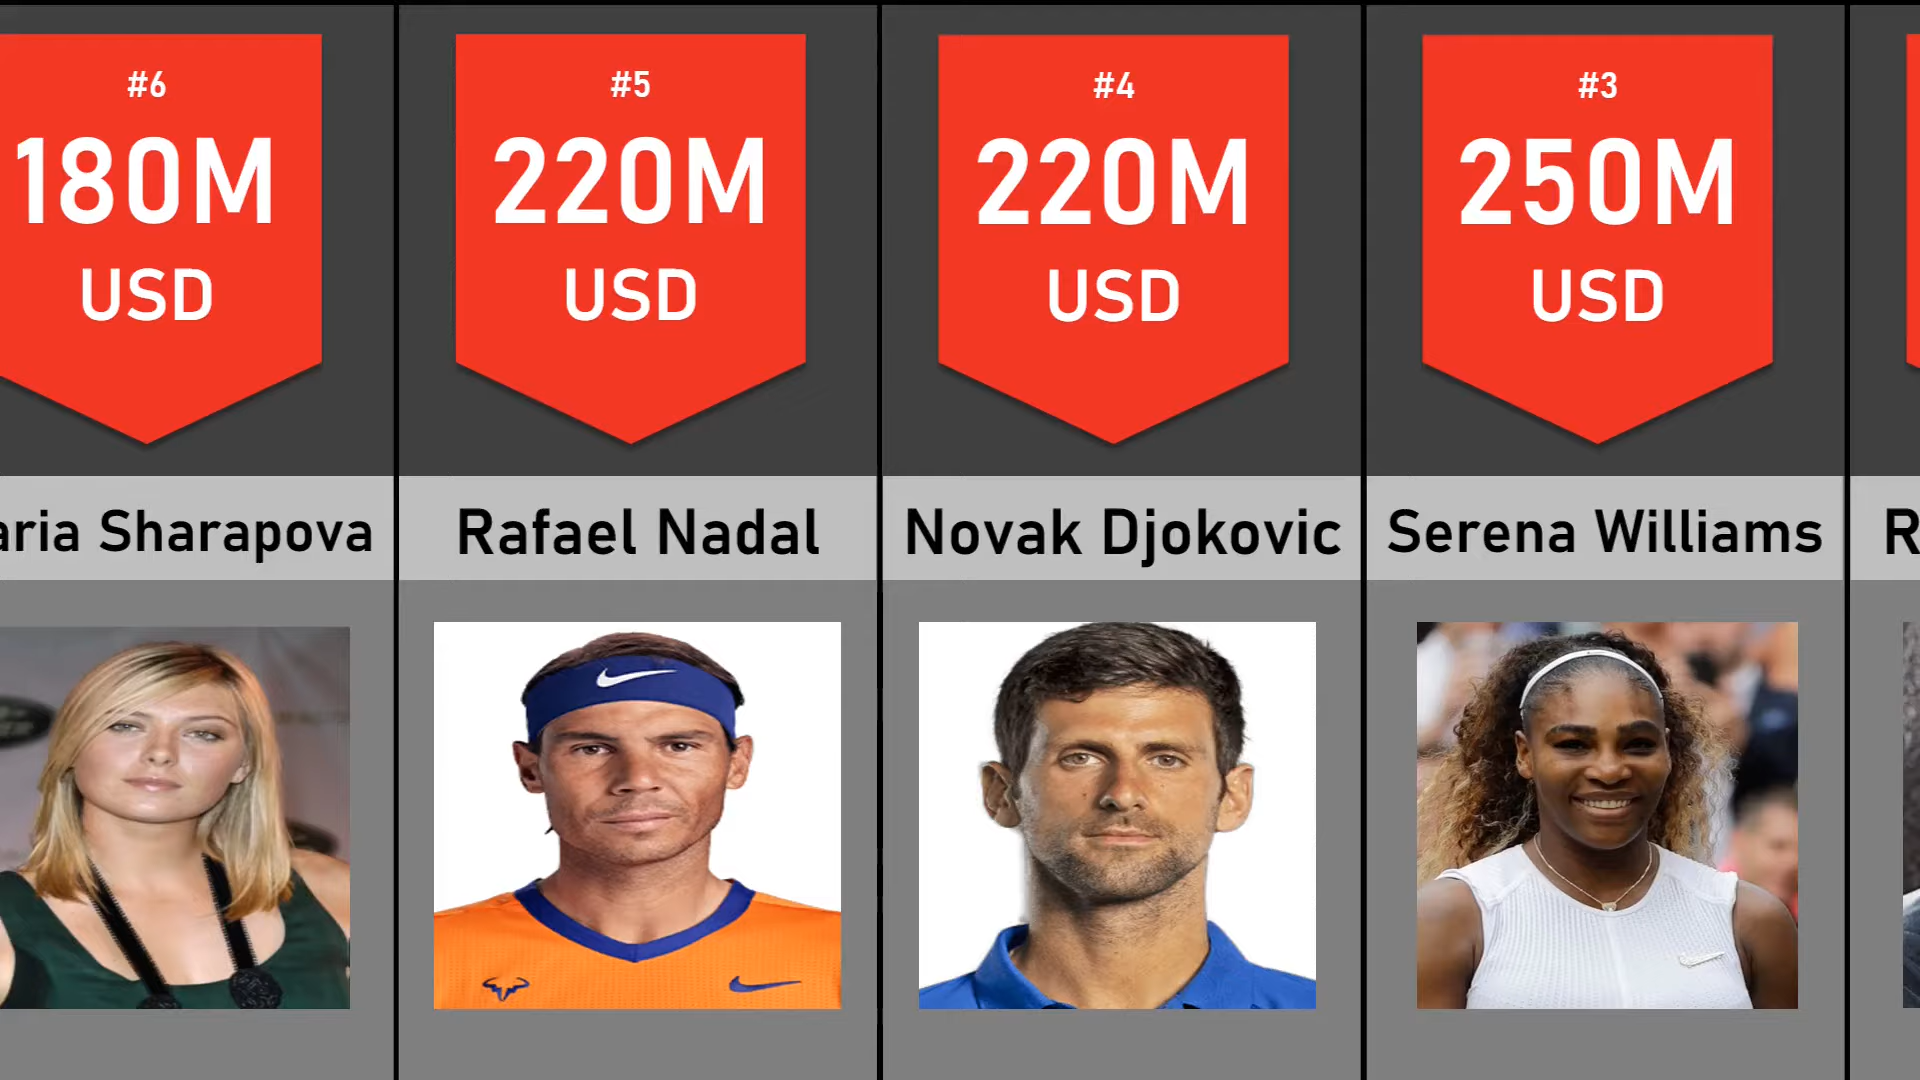 #6
180M
USD
aria Sharapova
#5
220M
USD
Rafael Nadal
#4
220M
USD
Novak Djokovic
#3
250M
USD
Serena Williams
R